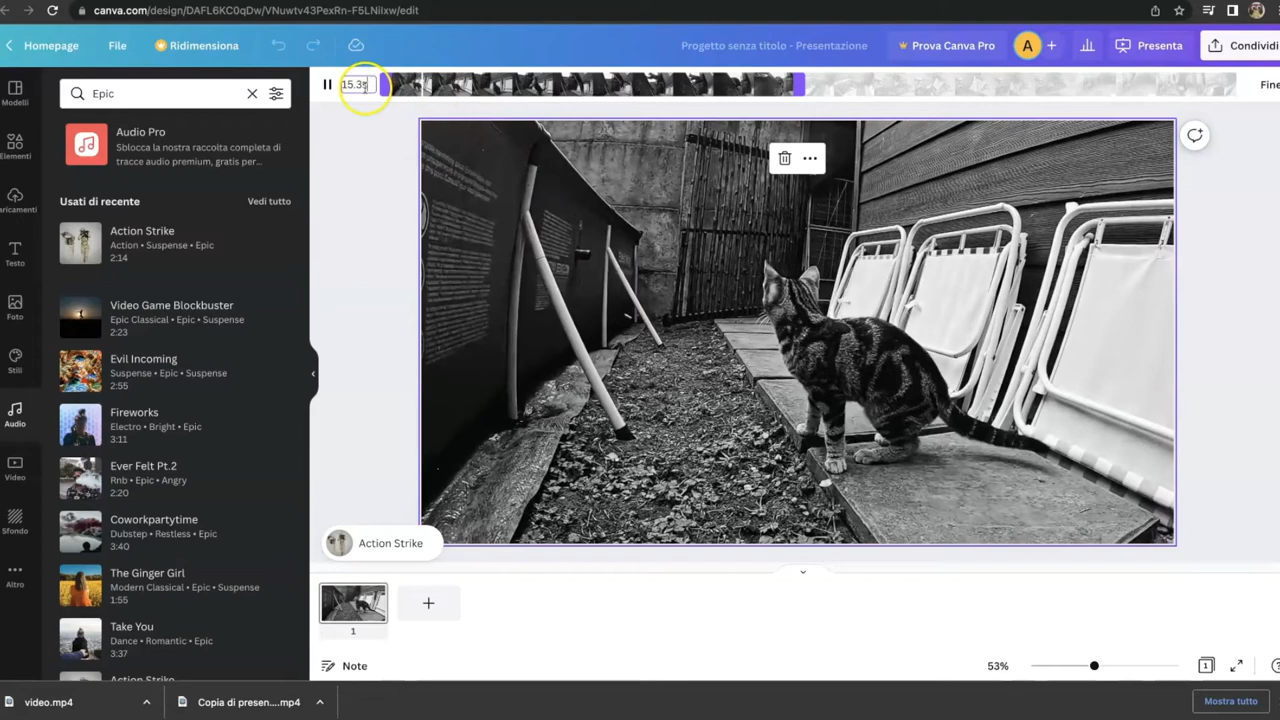 canva.com/design/DAFL6KC0qDY/VNuwtv43PexRn-F5LNiIxw/edit
Homepage
File
Ridimensiona
Progetto senza titolo - Presentazione
Prova Canva Pro
A
Presenta
Condividi
Epic
15.3s
Fine
Modelli
Elementi
aricamenti
Testo
Foto
Stili
Audio
Video
Sfondo
Altro
Audio Pro
Sblocca la nostra raccolta completa di
tracce audio premium, gratis per...
Usati di recente
Vedi tutto
Action Strike
Action • Suspense • Epic
2:14
Video Game Blockbuster
Epic Classical • Epic • Suspense
2:23
Evil Incoming
Suspense • Epic • Suspense
2:55
Fireworks
Electro • Bright • Epic
3:11
Ever Felt Pt.2
Rnb • Epic • Angry
2:20
Coworkpartytime
Dubstep • Restless • Epic
3:40
The Ginger Girl
Modern Classical • Epic • Suspense
1:55
Take You
Dance • Romantic • Epic
3:37
Action Strike
1
Note
53%
1
video.mp4
Copia di presen....mp4
Mostra tutto